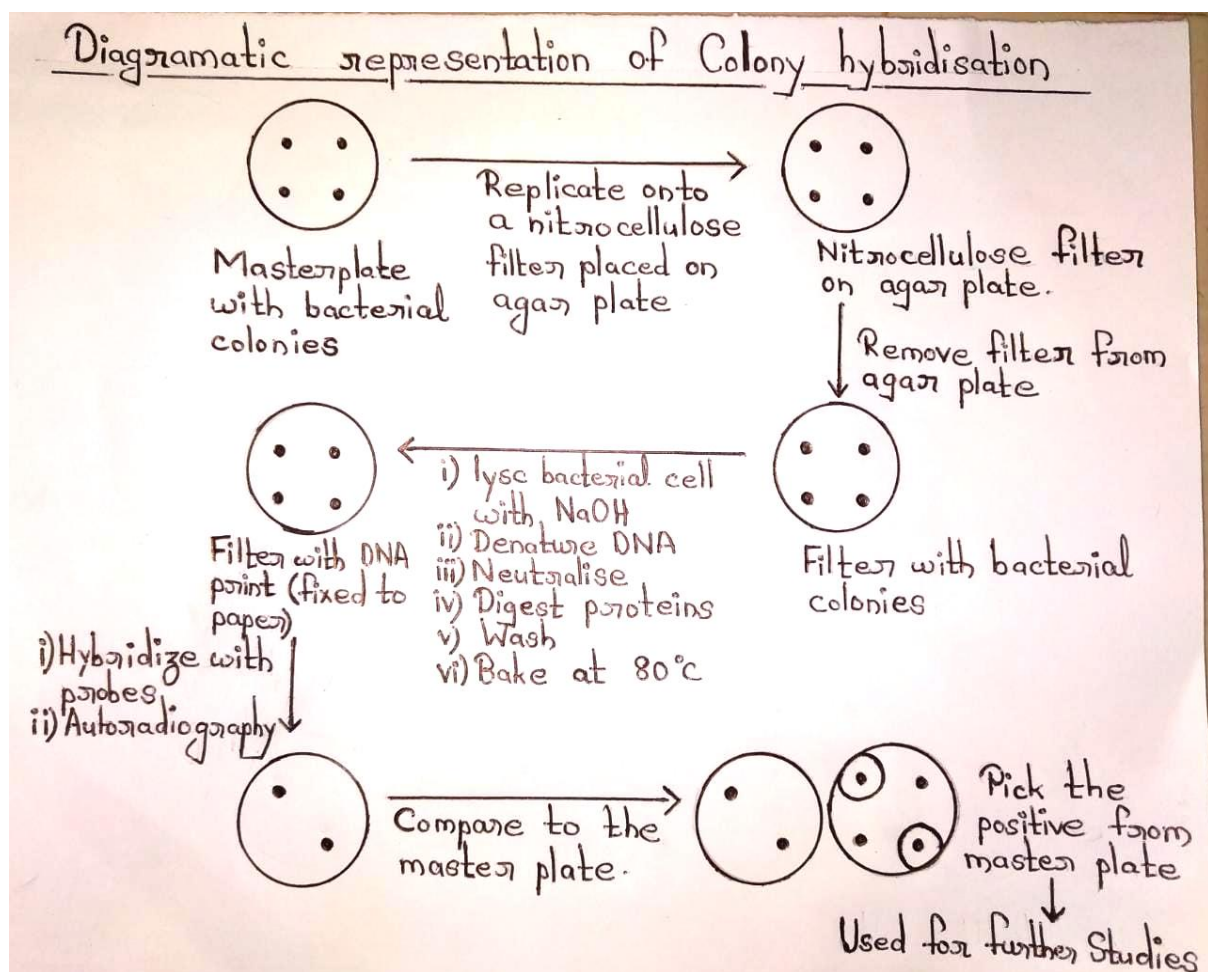 Diagramatic representation of Colony hybridisation
Masterplate
with bacterial
colonies
Replicate onto
a nitrocellulose
filter placed on
agar plate
Nitrocellulose filter
on agar plate.
Remove filter from
agar plate
Filter with bacterial
colonies
i) lyse bacterial cell
with NaOH
ii) Denature DNA
iii) Neutralise
iv) Digest proteins
v) Wash
vi) Bake at 80°C
Filter with DNA
print (fixed to
paper)
i) Hybridize with
probes
ii) Autoradiography
Compare to the
master plate.
Pick the
positive from
master plate
Used for further Studies